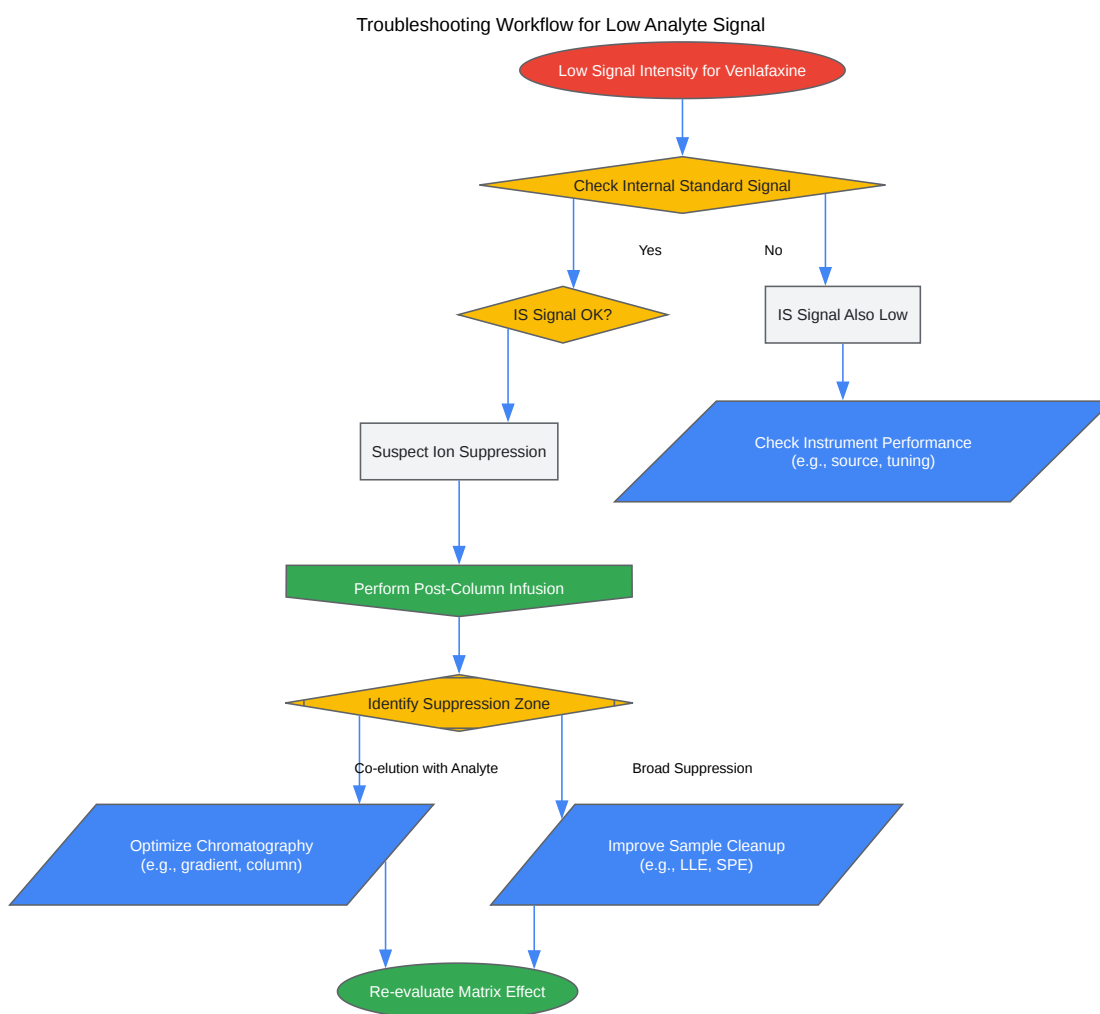 Troubleshooting Workflow for Low Analyte Signal
Low Signal Intensity for Venlafaxine
Check Internal Standard Signal
Yes
No
IS Signal OK?
IS Signal Also Low
Suspect Ion Suppression
Check Instrument Performance
(e.g., source, tuning)
Perform Post-Column Infusion
Identify Suppression Zone
Co-elution with Analyte
Broad Suppression
Optimize Chromatography
(e.g., gradient, column)
Improve Sample Cleanup
(e.g., LLE, SPE)
Re-evaluate Matrix Effect